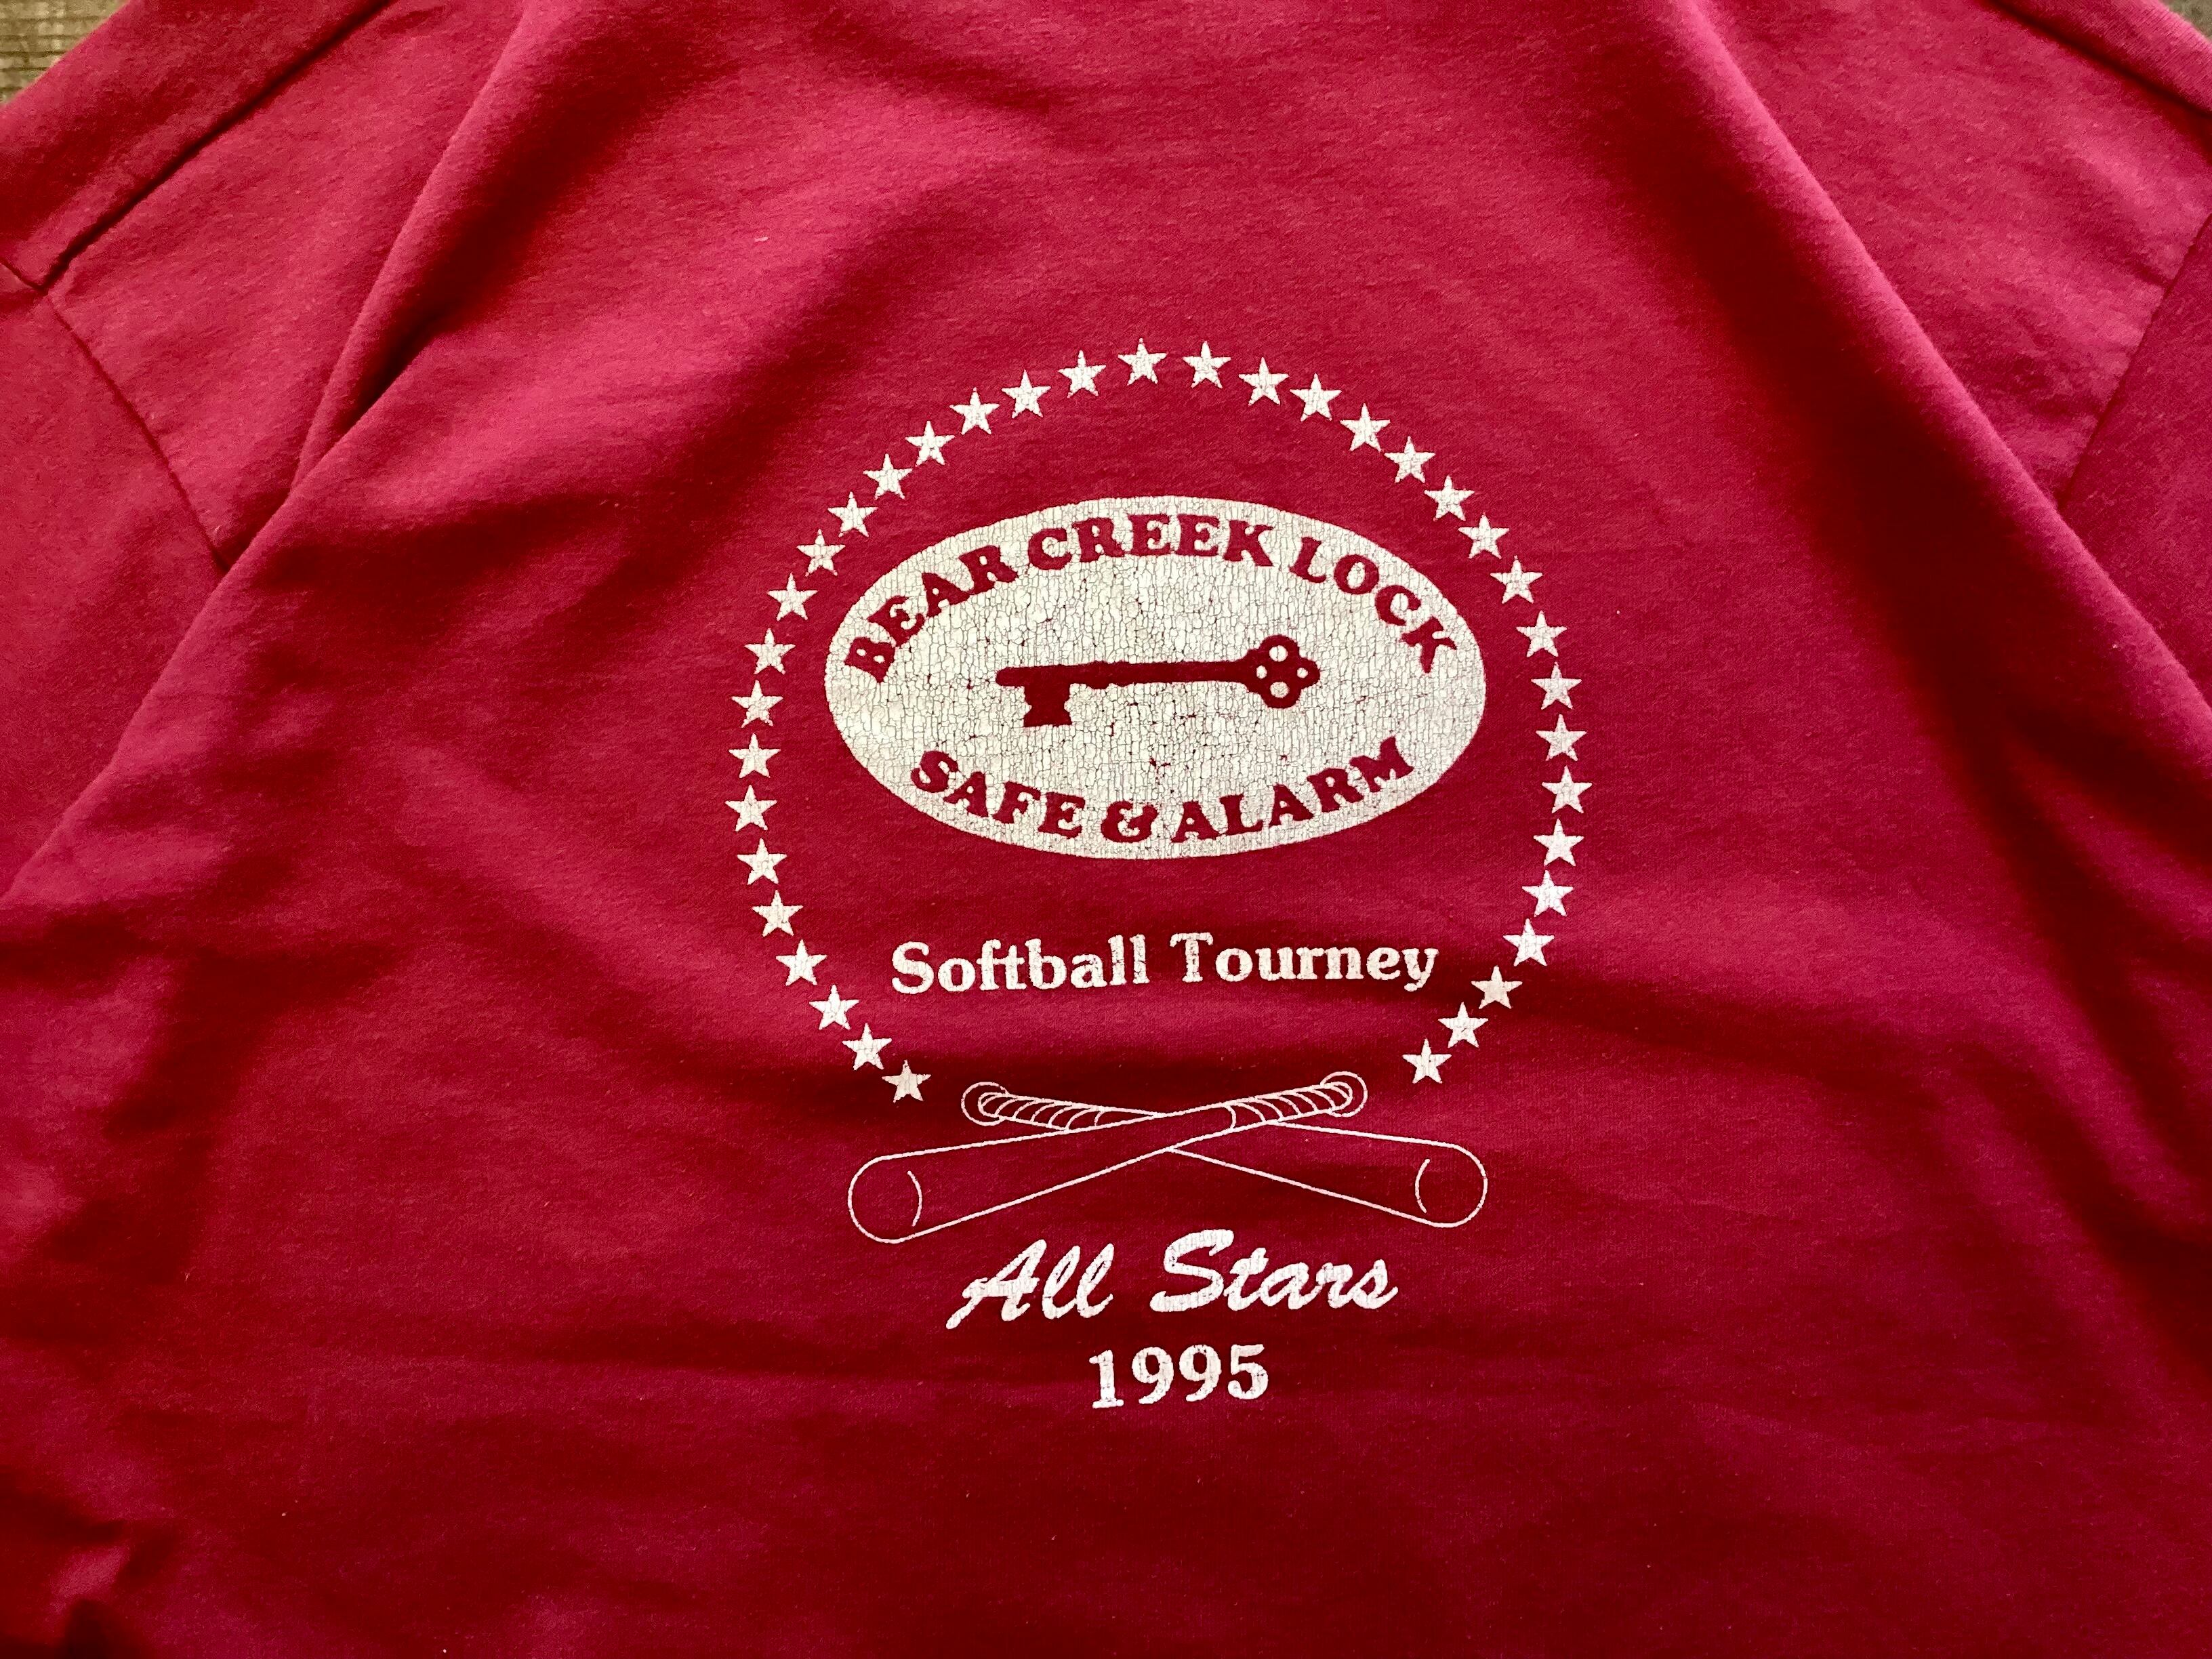 BEAR CREEK LOCK
SAFE & ALARM
Softball Tourney
All Stars
1995